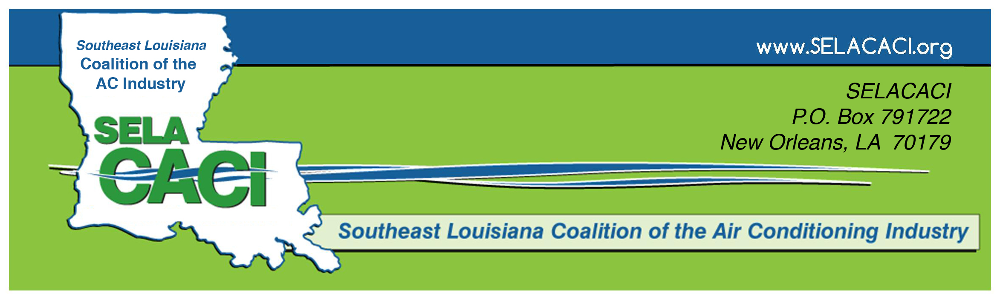 Southeast Louisiana
Coalition of the
AC Industry
SELA
CACI
www.SELACACI.org
SELACACI
P.O. Box 791722
New Orleans, LA 70179
Southeast Louisiana Coalition of the Air Conditioning Industry